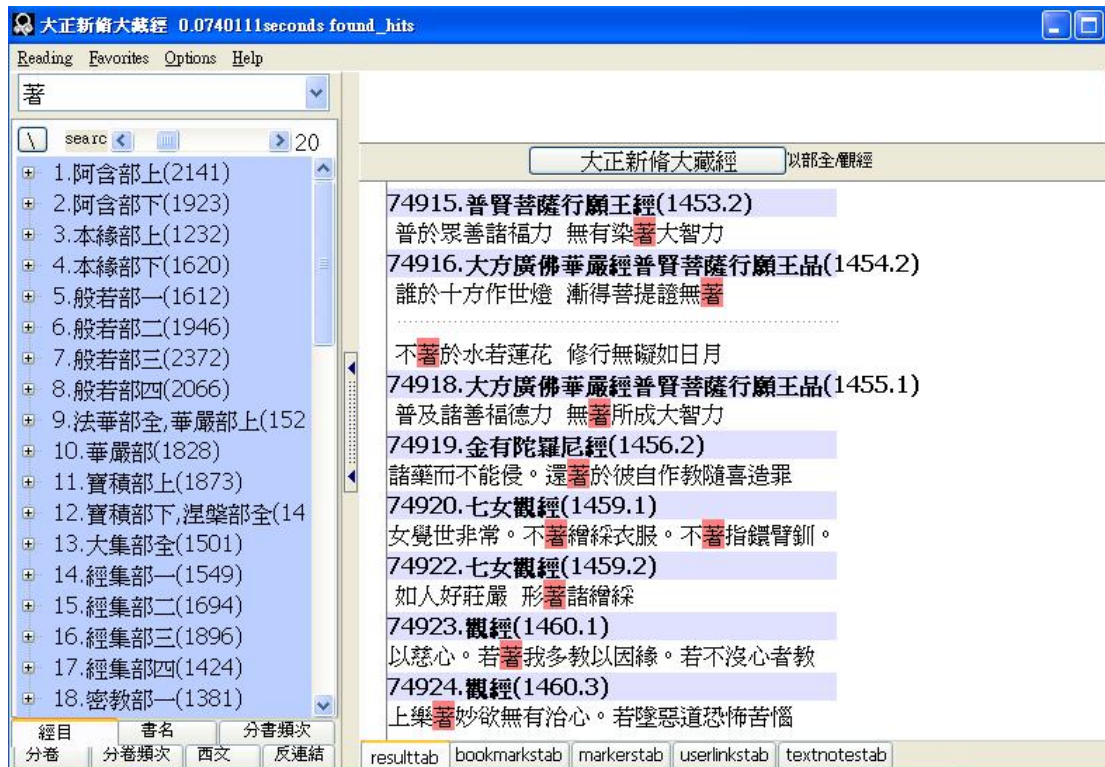 大正新脩大藏經 0.0740111seconds found_hits
Reading Favorites Options Help
著
\ searc 20
1.阿含部上(2141)
2.阿含部下(1923)
3.本緣部上(1232)
4.本緣部下(1620)
5.般若部一(1612)
6.般若部二(1946)
7.般若部三(2372)
8.般若部四(2066)
9.法華部全,華嚴部上(152
10.華嚴部(1828)
11.寶積部上(1873)
12.寶積部下,涅槃部全(14
13.大集部全(1501)
14.經集部一(1549)
15.經集部二(1694)
16.經集部三(1896)
17.經集部四(1424)
18.密教部一(1381)
經目 書名 分書頻次
分卷 分卷頻次 西文 反連結
大正新脩大藏經 以部全/觀經
74915.普賢菩薩行願王經(1453.2)
普於眾善諸福力 無有染著大智力
74916.大方廣佛華嚴經普賢菩薩行願王品(1454.2)
誰於十方作世燈 漸得菩提證無著
不著於水若蓮花 修行無礙如日月
74918.大方廣佛華嚴經普賢菩薩行願王品(1455.1)
普及諸善福德力 無著所成大智力
74919.金有陀羅尼經(1456.2)
諸藥而不能侵。還著於彼自作教隨喜造罪
74920.七女觀經(1459.1)
女覺世非常。不著繒綵衣服。不著指鐶臂釧。
74922.七女觀經(1459.2)
如人好莊嚴 形著諸繒綵
74923.觀經(1460.1)
以慈心。若著我多教以因緣。若不沒心者教
74924.觀經(1460.3)
上樂著妙欲無有治心。若墜惡道恐怖苦惱
resulttab bookmarkstab markerstab userlinkstab textnotestab